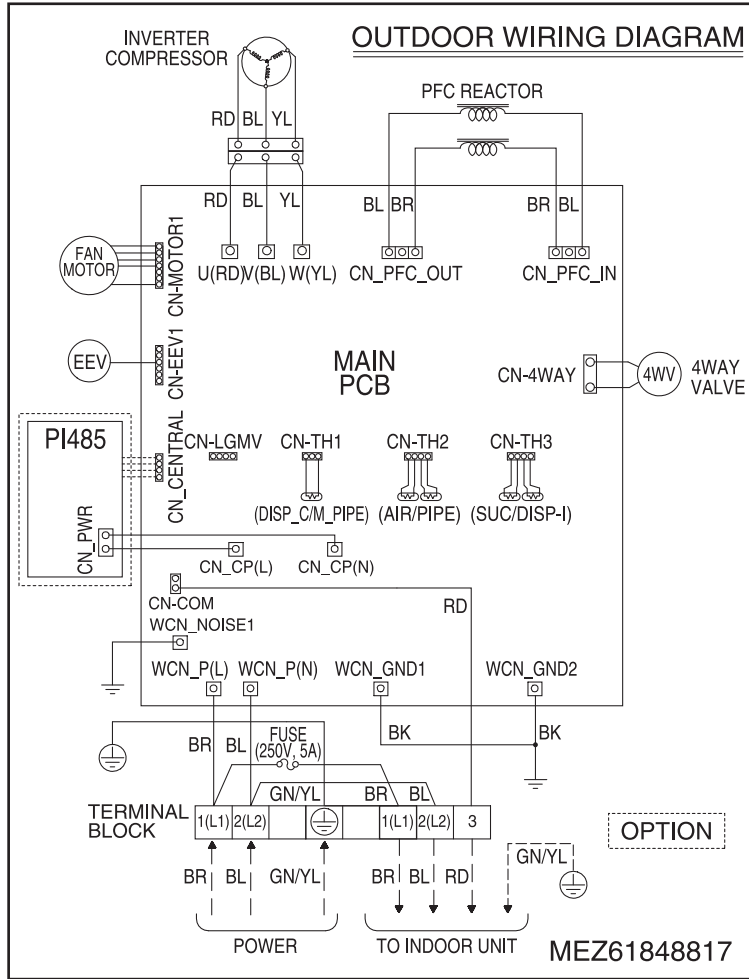 OUTDOOR WIRING DIAGRAM
INVERTER
COMPRESSOR
PFC REACTOR
RD BL YL
RD BL YL
BL BR
BR BL
FAN
MOTOR
CN-MOTOR1
U(RD) V(BL) W(YL)
CN_PFC_OUT
CN_PFC_IN
EEV
CN-EEV1
MAIN
PCB
CN-4WAY
4WV
4WAY
VALVE
PI485
CN_CENTRAL
CN-LGMV
CN-TH1
CN-TH2
CN-TH3
(DISP_C/M_PIPE)
(AIR/PIPE)
(SUC/DISP-I)
CN_PWR
CN_CP(L)
CN_CP(N)
CN-COM
RD
WCN_NOISE1
WCN_P(L)
WCN_P(N)
WCN_GND1
WCN_GND2
BR BL
FUSE
(250V, 5A)
BK
BK
GN/YL
BR BL
TERMINAL
BLOCK
1(L1) 2(L2) 1(L1) 2(L2) 3
OPTION
BR BL GN/YL
BR BL RD
GN/YL
POWER
TO INDOOR UNIT
MEZ61848817